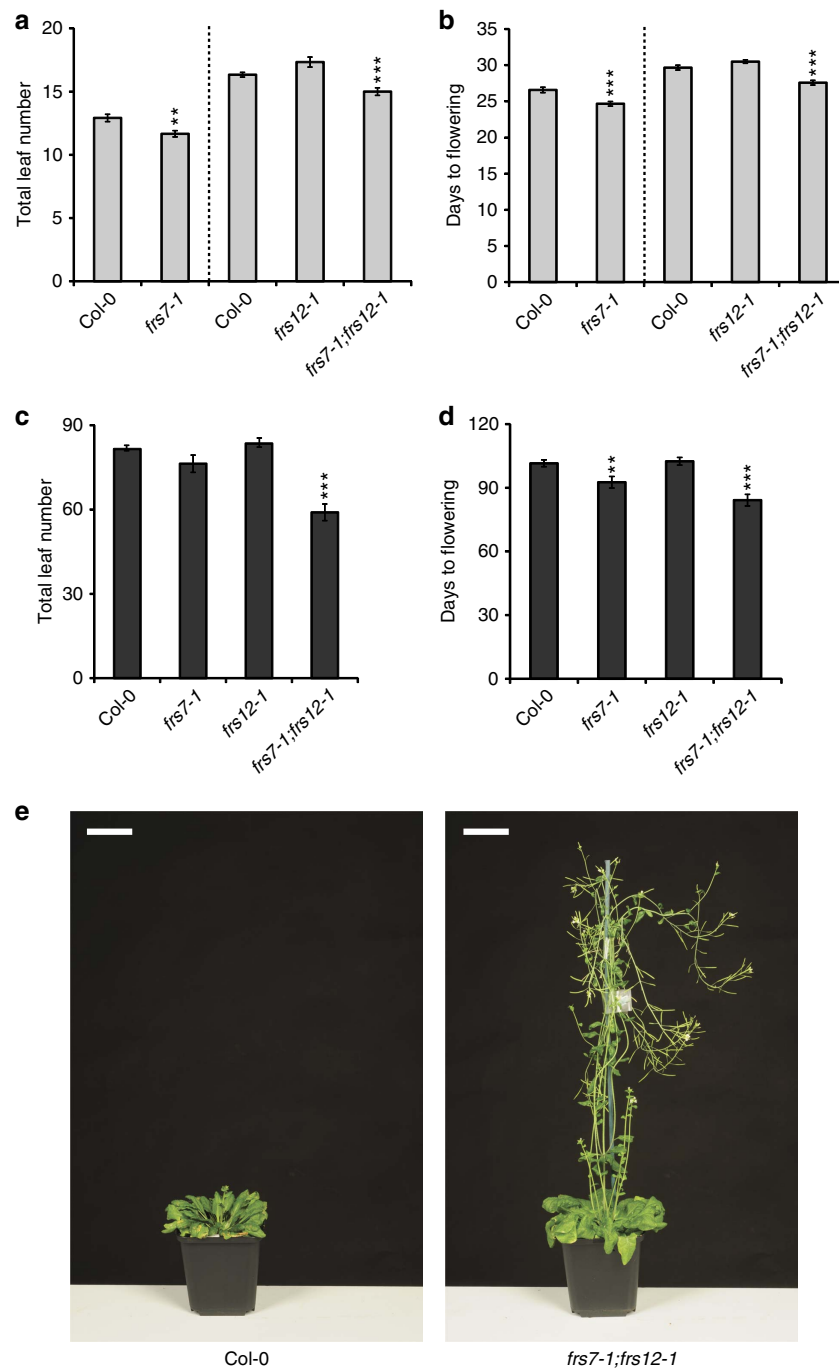 a
20
15
10
5
0
Total leaf number
**
***
Col-0
frs7-1
Col-0
frs12-1
frs7-1;frs12-1
b
35
30
25
20
15
10
5
0
Days to flowering
***
***
Col-0
frs7-1
Col-0
frs12-1
frs7-1;frs12-1
c
90
60
30
0
Total leaf number
***
Col-0
frs7-1
frs12-1
frs7-1;frs12-1
d
120
90
60
30
0
Days to flowering
**
***
Col-0
frs7-1
frs12-1
frs7-1;frs12-1
e
Col-0
frs7-1;frs12-1